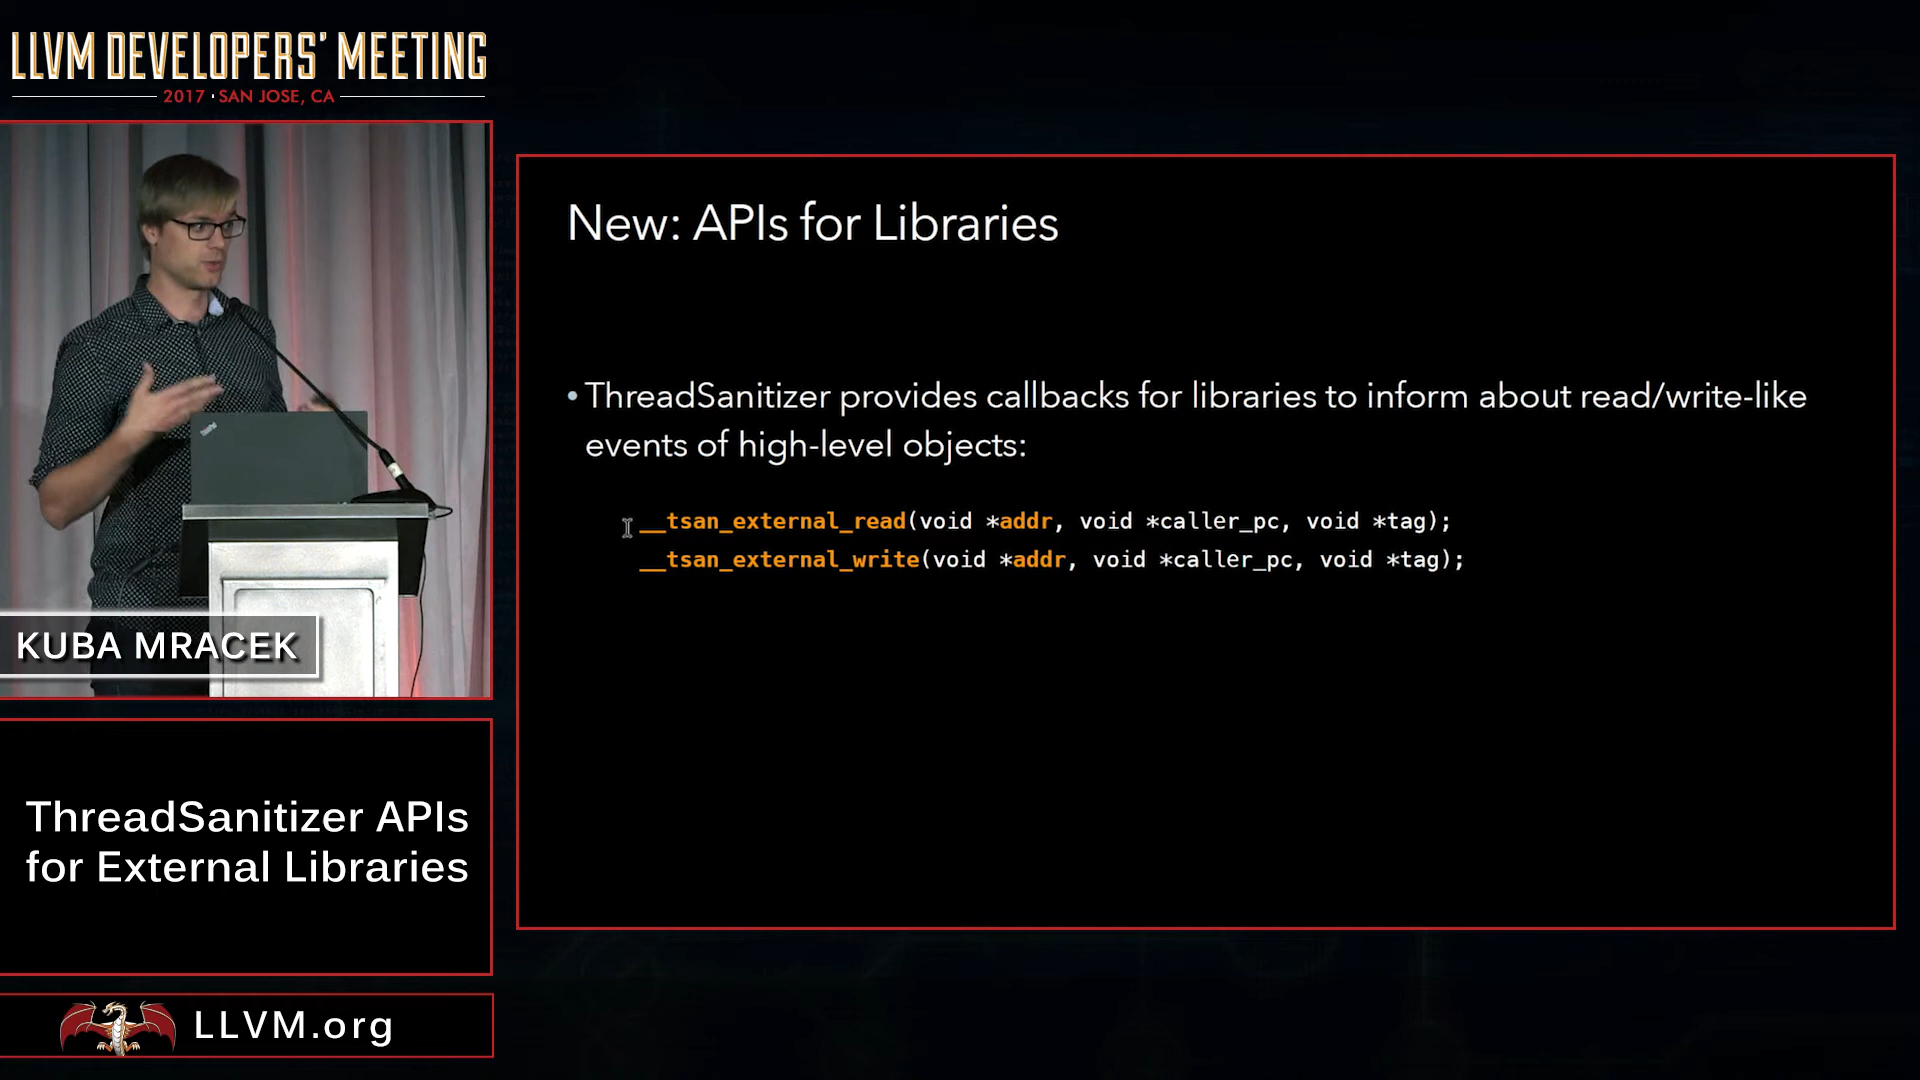 LLVM DEVELOPERS' MEETING
2017 · SAN JOSE, CA
New: APIs for Libraries
• ThreadSanitizer provides callbacks for libraries to inform about read/write-like
events of high-level objects:
__tsan_external_read(void *addr, void *caller_pc, void *tag);
__tsan_external_write(void *addr, void *caller_pc, void *tag);
KUBA MRACEK
ThreadSanitizer APIs
for External Libraries
LLVM.org